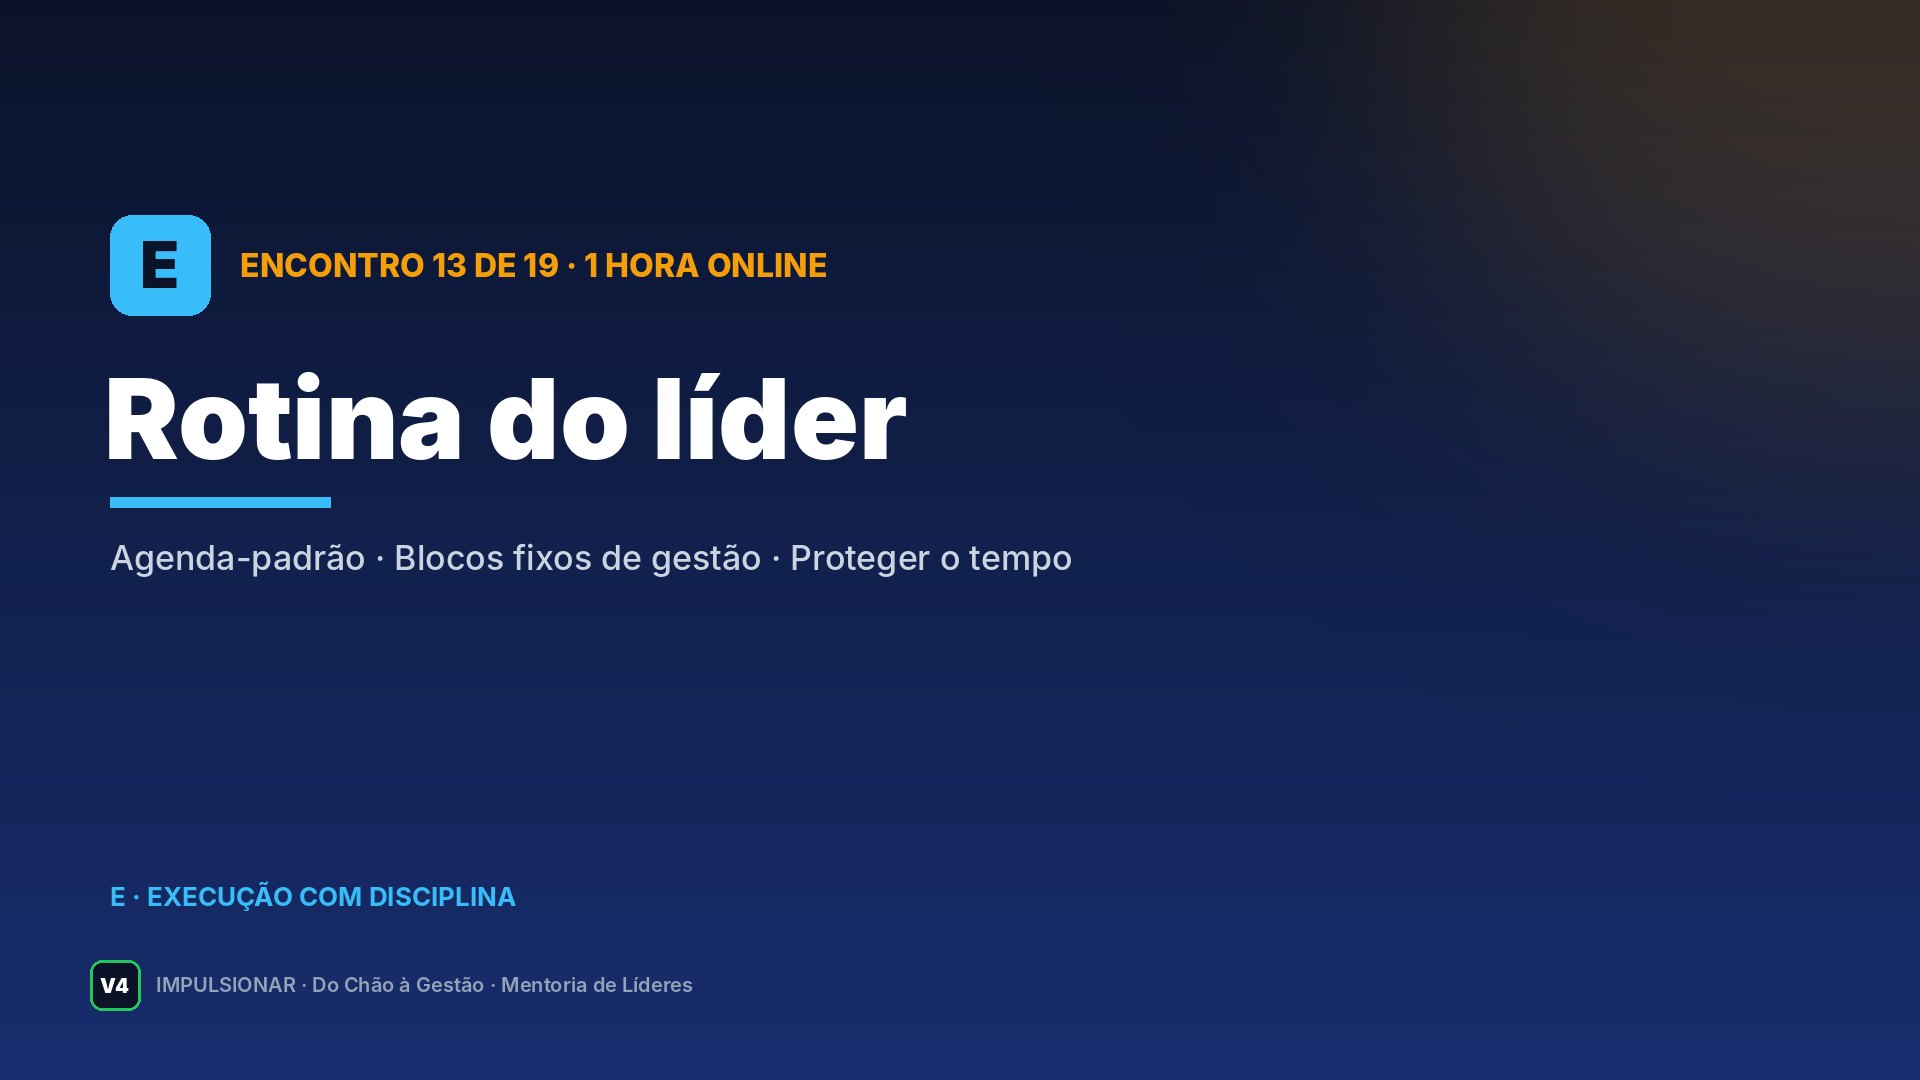 E
ENCONTRO 13 DE 19 · 1 HORA ONLINE
Rotina do líder
Agenda-padrão · Blocos fixos de gestão · Proteger o tempo
E · EXECUÇÃO COM DISCIPLINA
V4
IMPULSIONAR · Do Chão à Gestão · Mentoria de Líderes